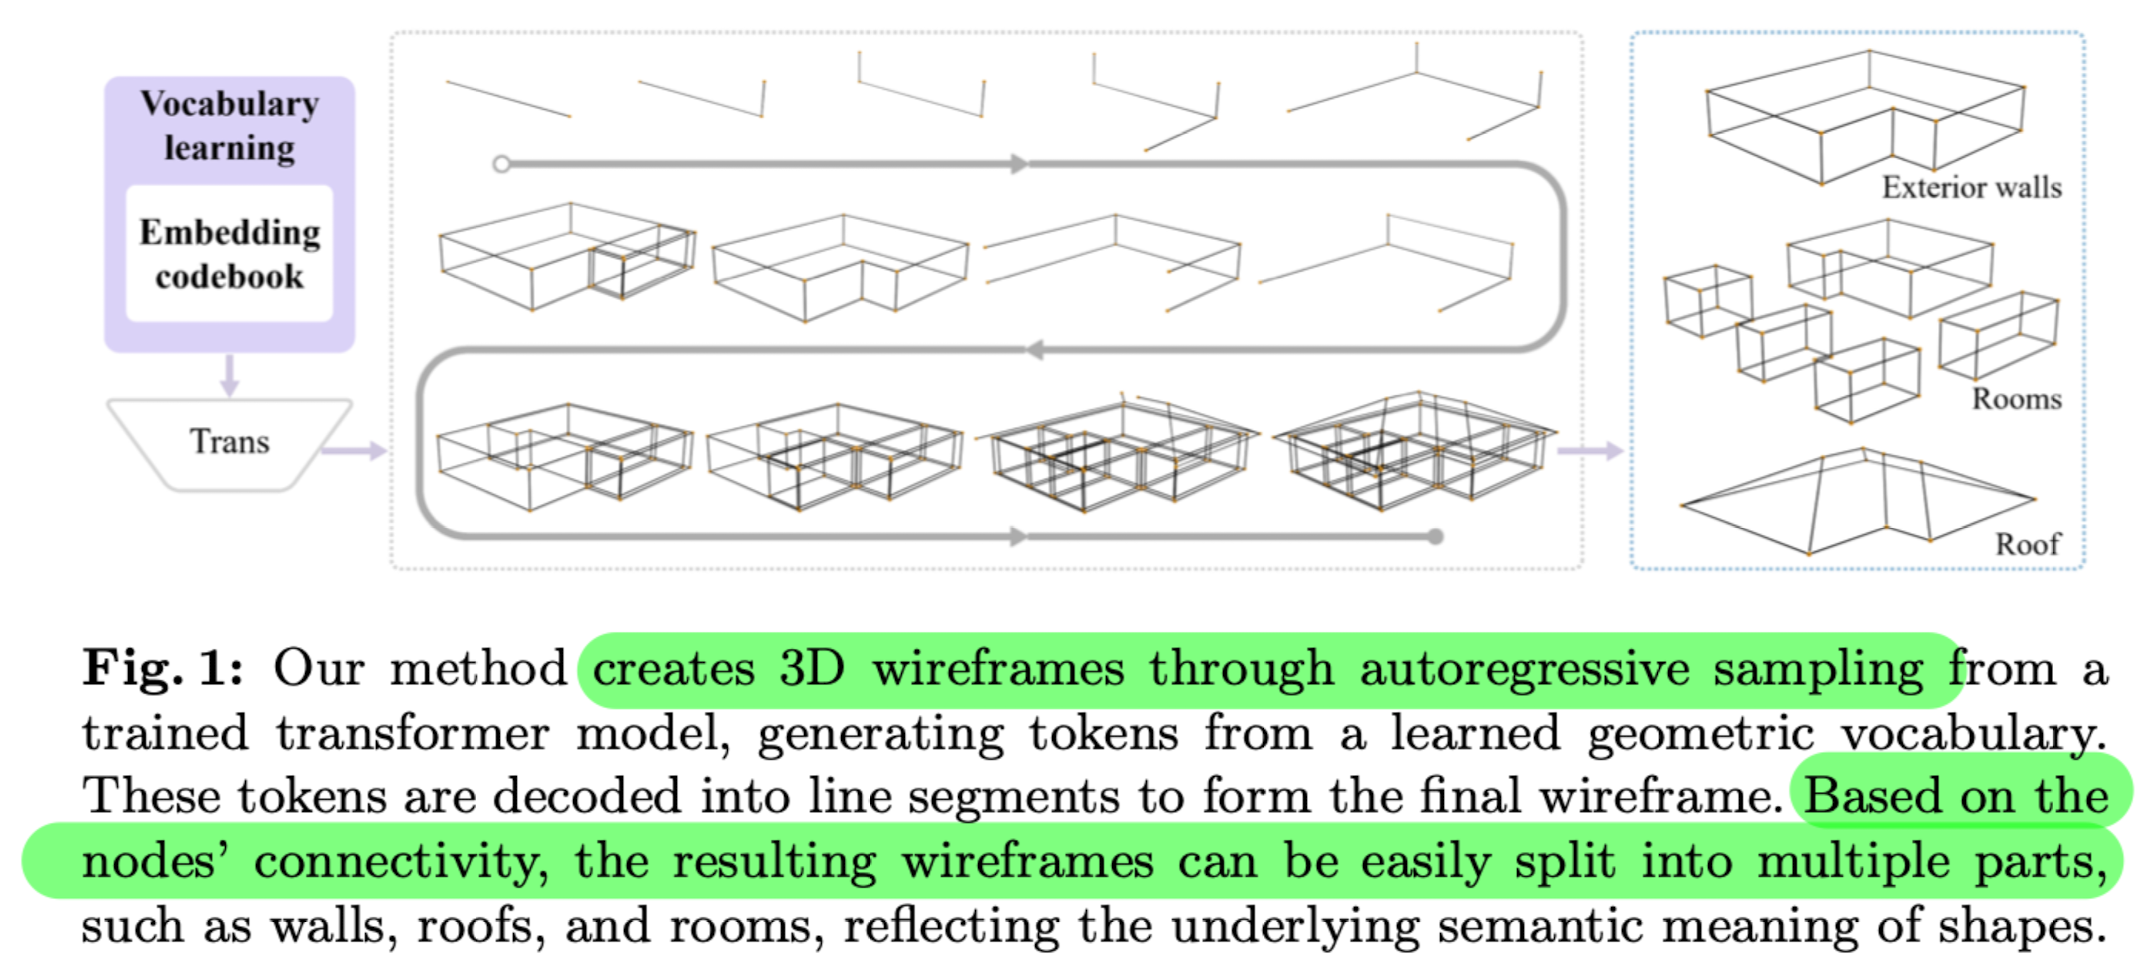 Vocabulary
learning
Embedding
codebook
Trans
Exterior walls
Rooms
Roof
Fig. 1: Our method creates 3D wireframes through autoregressive sampling from a
trained transformer model, generating tokens from a learned geometric vocabulary.
These tokens are decoded into line segments to form the final wireframe. Based on the
nodes’ connectivity, the resulting wireframes can be easily split into multiple parts,
such as walls, roofs, and rooms, reflecting the underlying semantic meaning of shapes.